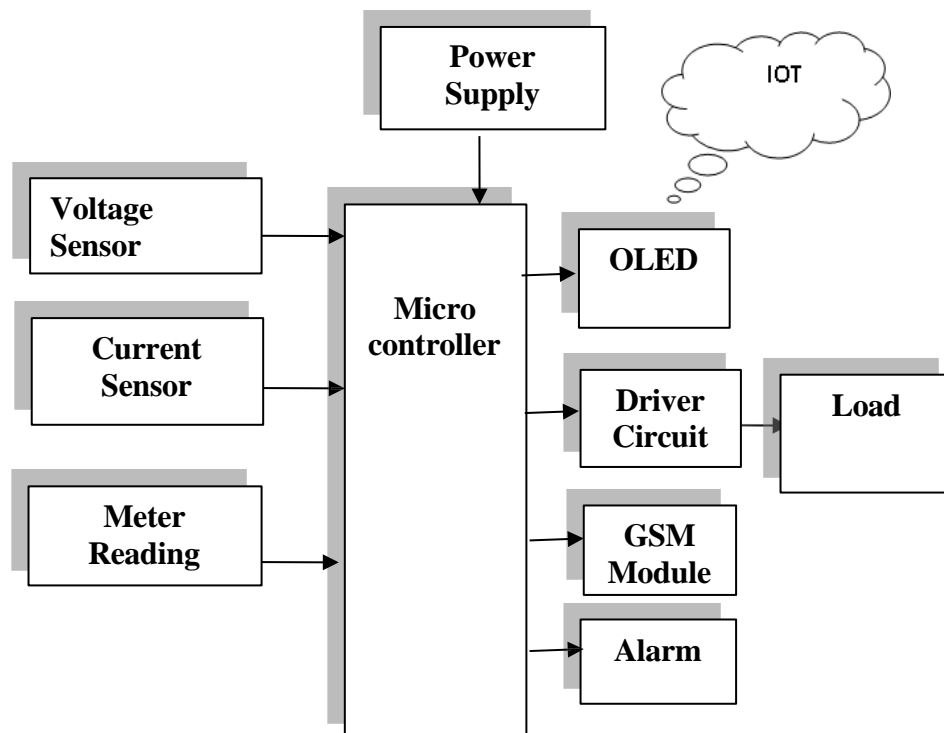 Power
Supply
IOT
Voltage
Sensor
OLED
Micro
controller
Current
Sensor
Driver
Circuit
Load
Meter
Reading
GSM
Module
Alarm